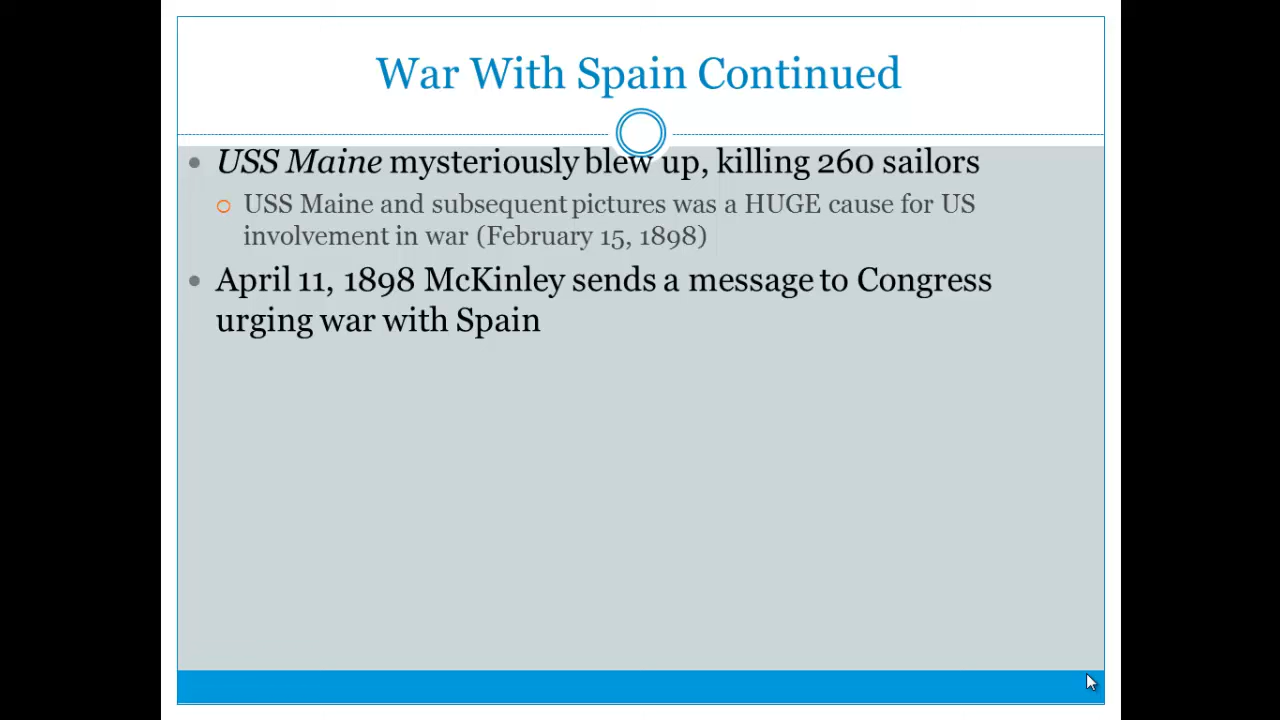 War With Spain Continued
• USS Maine mysteriously blew up, killing 260 sailors
○ USS Maine and subsequent pictures was a HUGE cause for US
involvement in war (February 15, 1898)
• April 11, 1898 McKinley sends a message to Congress
urging war with Spain